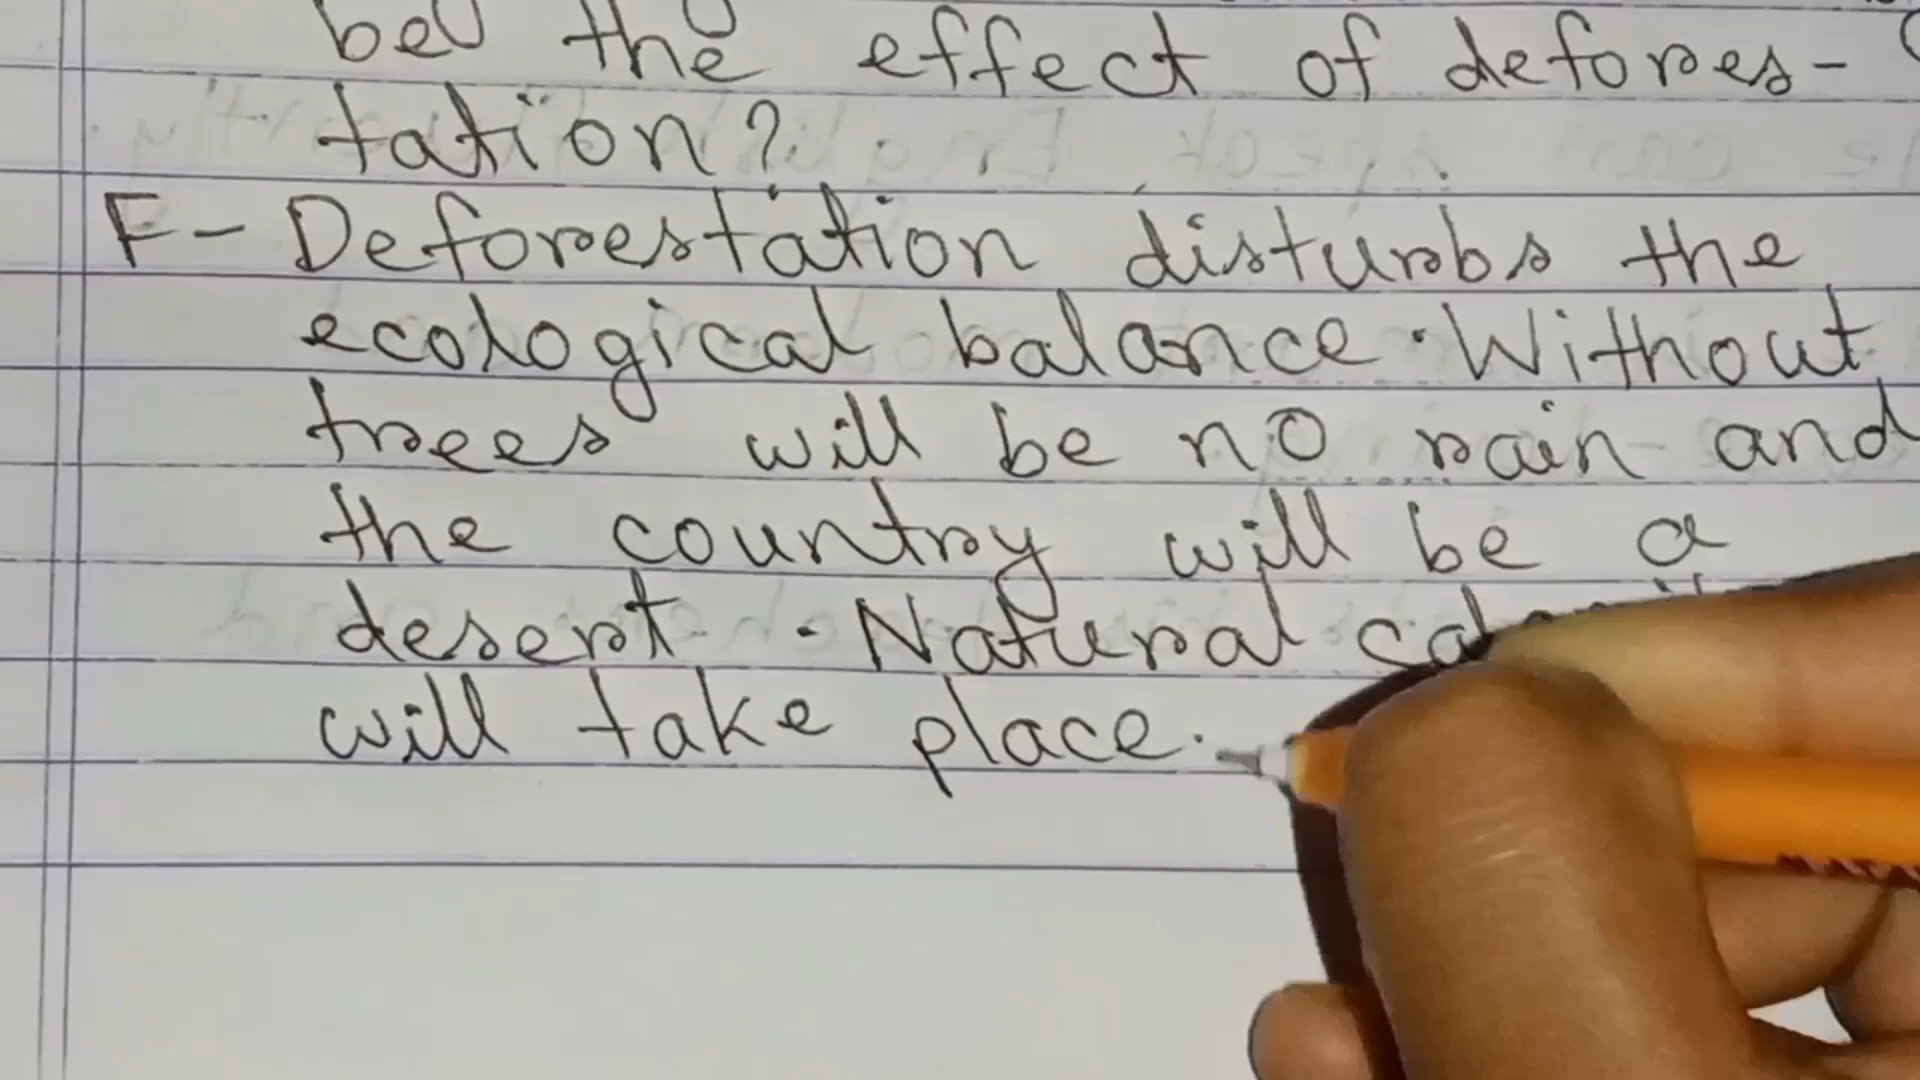 be the effect of defores-
tation?
F- Deforestation disturbs the
ecological balance. Without
trees will be no rain and
the country will be a
desert. Natural
will take place.